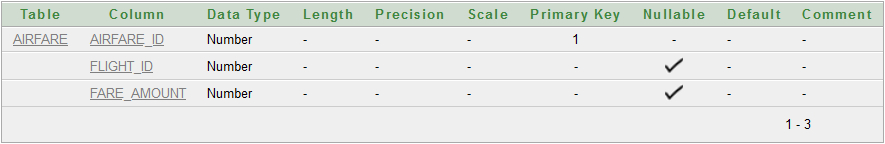 Table Column Data Type Length Precision Scale Primary Key Nullable Default Comment
AIRFARE AIRFARE_ID Number - - - 1 - - -
FLIGHT_ID Number - - - - ✓ - -
FARE_AMOUNT Number - - - - ✓ - -
1 - 3